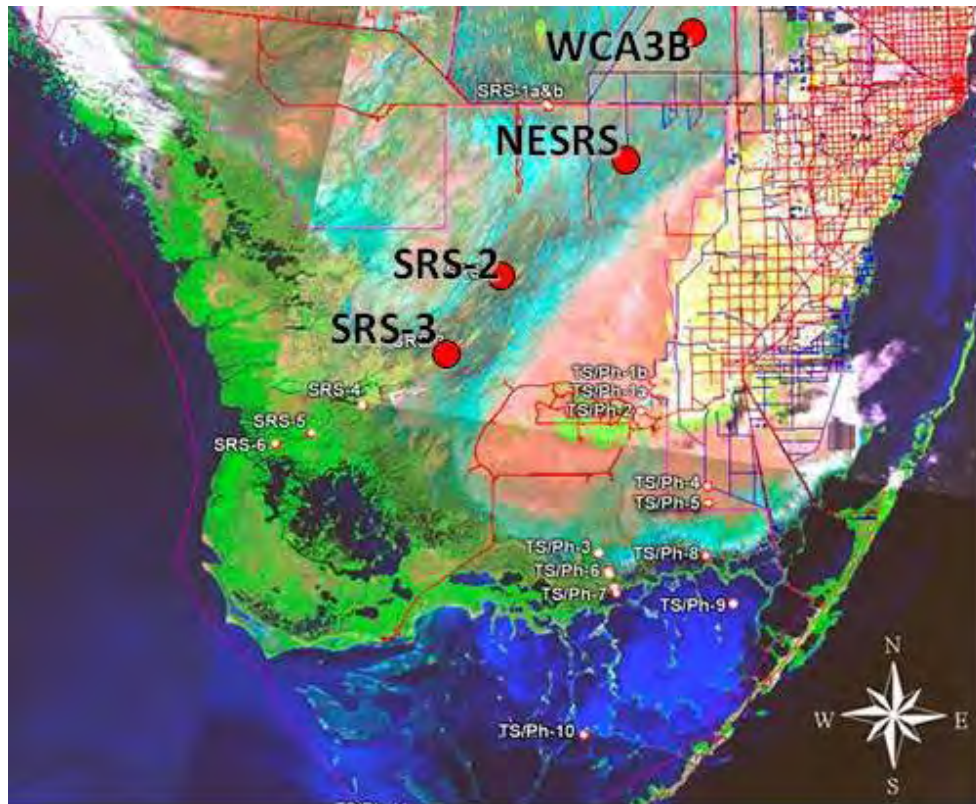 WCA3B
SRS-1a&b
NESRS
SRS-2
SRS-3
TS/Ph-1b
TS/Ph-1a
SRS-4
TS/Ph-2
SRS-5
SRS-6
TS/Ph-4
TS/Ph-5
TS/Ph-3
TS/Ph-8
TS/Ph-6
TS/Ph-7
TS/Ph-9
N
W
E
TS/Ph-10
S